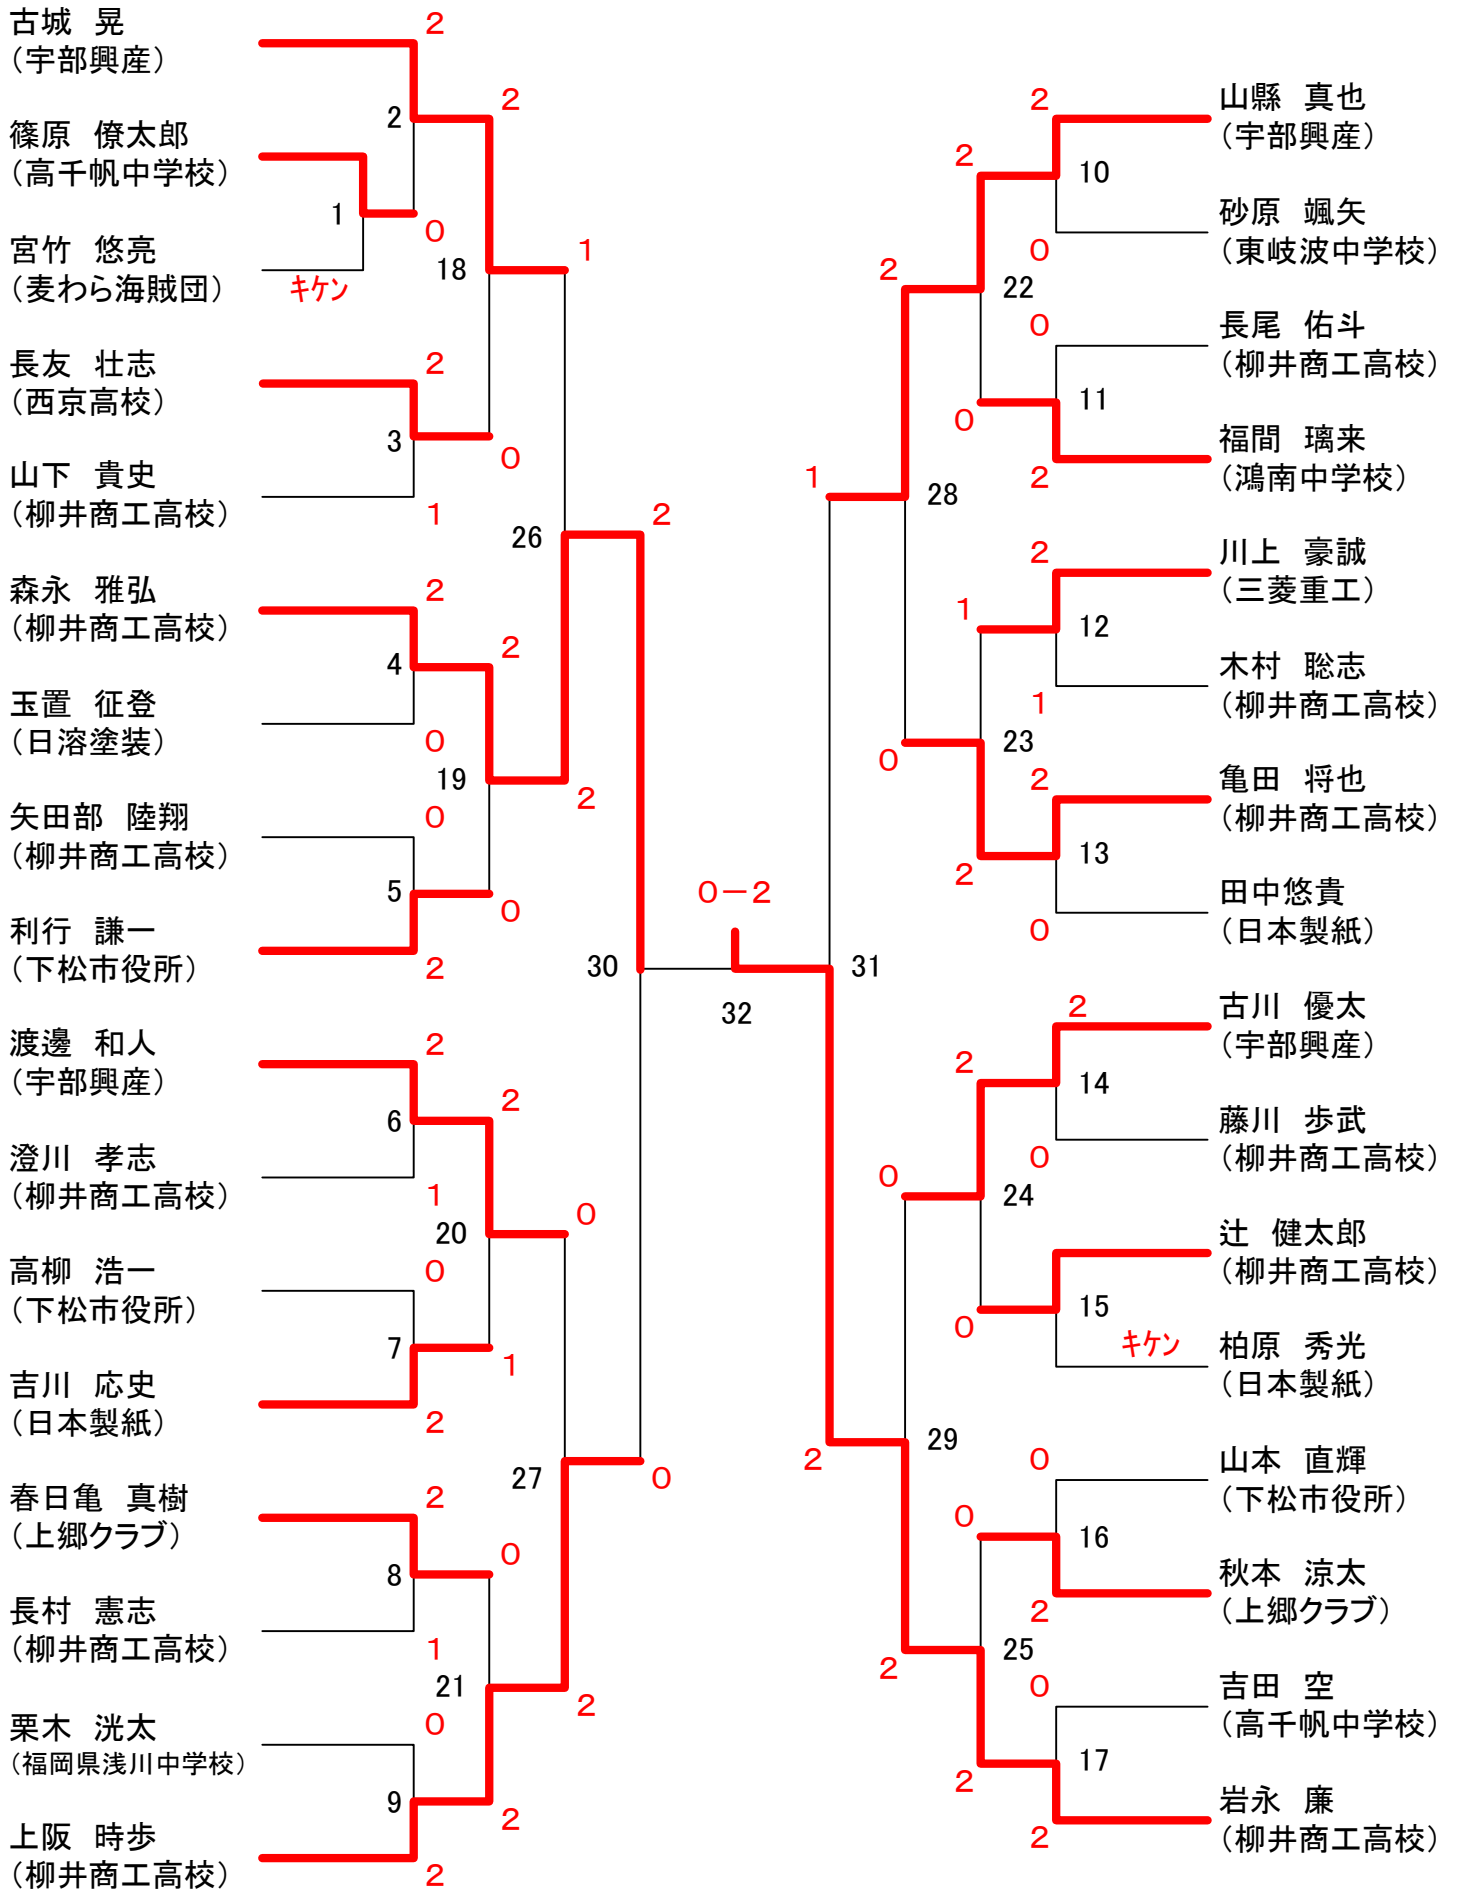 古城 晃
（宇部興産）
篠原 僚太郎
（高千帆中学校）
宮竹 悠亮
（麦わら海賊団）
長友 壮志
（西京高校）
山下 貴史
（柳井商工高校）
森永 雅弘
（柳井商工高校）
玉置 征登
（日溶塗装）
矢田部 陸翔
（柳井商工高校）
利行 謙一
（下松市役所）
渡邊 和人
（宇部興産）
澄川 孝志
（柳井商工高校）
高柳 浩一
（下松市役所）
吉川 応史
（日本製紙）
春日亀 真樹
（上郷クラブ）
長村 憲志
（柳井商工高校）
栗木 洸太
（福岡県浅川中学校）
上阪 時歩
（柳井商工高校）
2
2
2
1
0
18
1
キケン
2
3
0
1
26
2
2
4
2
0
19
2
0
5
0
2
30
2
6
2
1
20
0
0
7
1
2
27
0
2
8
0
1
21
2
0
9
2
2
0－2
32
31
1
2
28
2
2
10
0
22
0
11
0
2
2
1
12
1
23
0
2
13
2
0
2
2
14
0
24
0
15
0
キケン
29
2
0
0
16
2
25
2
0
17
2
2
山縣 真也
（宇部興産）
砂原 颯矢
（東岐波中学校）
長尾 佑斗
（柳井商工高校）
福間 璃来
（鴻南中学校）
川上 豪誠
（三菱重工）
木村 聡志
（柳井商工高校）
亀田 将也
（柳井商工高校）
田中悠貴
（日本製紙）
古川 優太
（宇部興産）
藤川 歩武
（柳井商工高校）
辻 健太郎
（柳井商工高校）
柏原 秀光
（日本製紙）
山本 直輝
（下松市役所）
秋本 涼太
（上郷クラブ）
吉田 空
（高千帆中学校）
岩永 廉
（柳井商工高校）